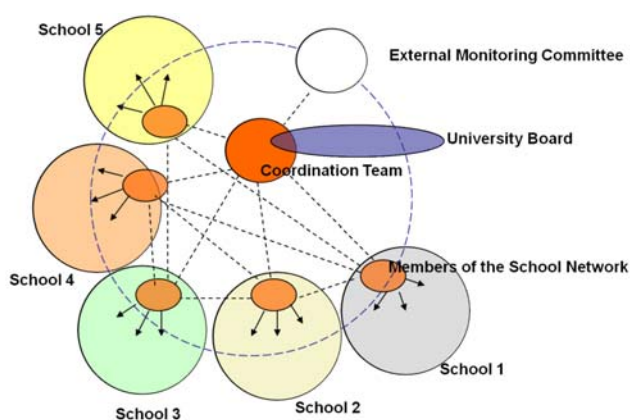 School 5
External Monitoring Committee
University Board
Coordination Team
School 4
Members of the School Network
School 1
School 2
School 3